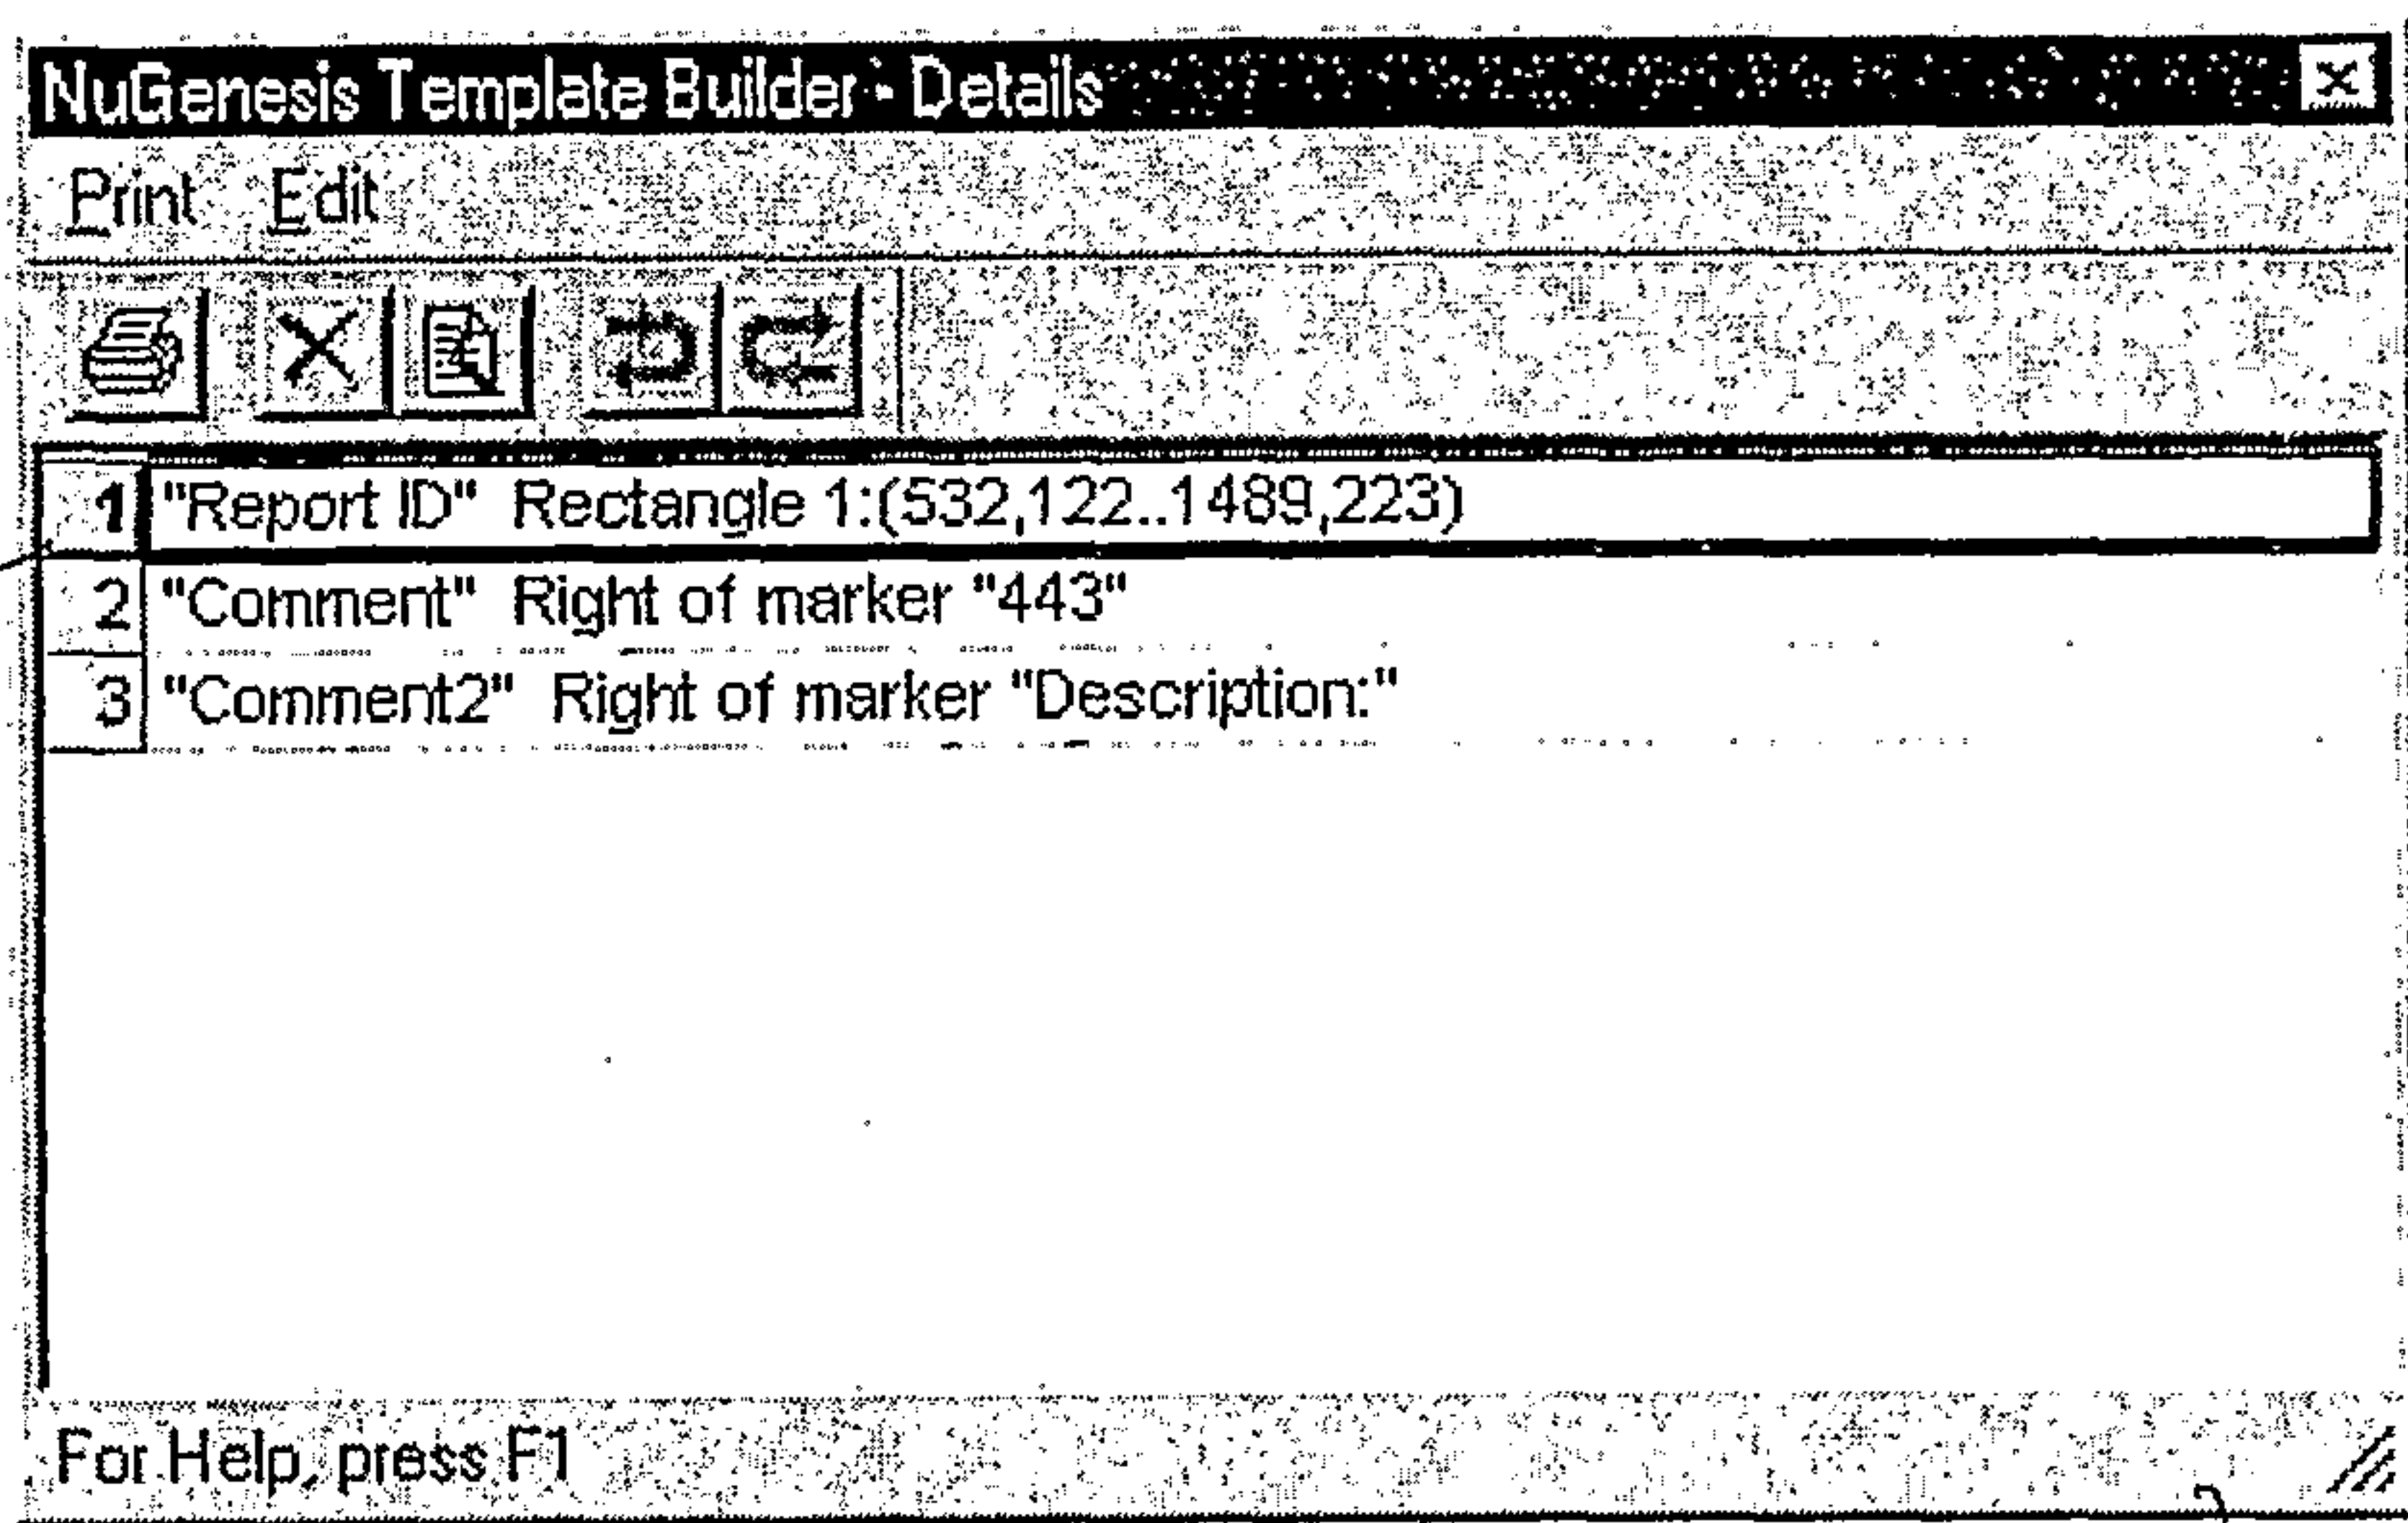 NuGenesis Template Builder - Details
Print Edit
1 "Report ID" Rectangle 1:(532,122..1489,223)
2 "Comment" Right of marker "443"
3 "Comment2" Right of marker "Description:"
For Help, press F1